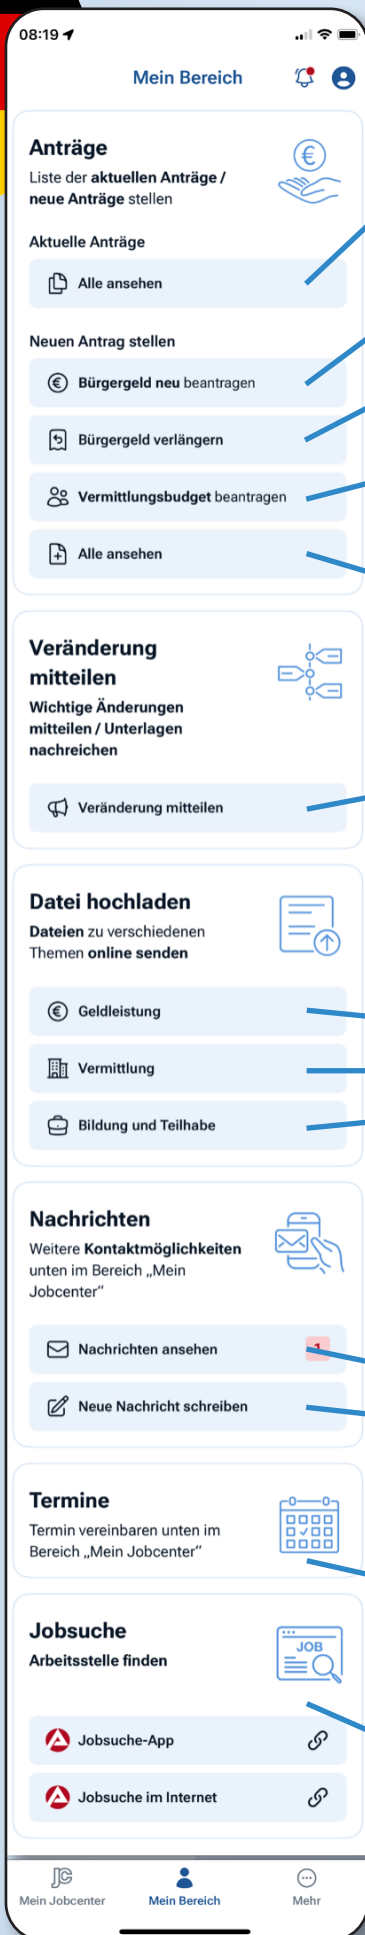 08:19
Mein Bereich
Anträge
Liste der aktuellen Anträge /
neue Anträge stellen
Aktuelle Anträge
Alle ansehen
Neuen Antrag stellen
Bürgergeld neu beantragen
Bürgergeld verlängern
Vermittlungsbudget beantragen
Alle ansehen
Veränderung
mitteilen
Wichtige Änderungen
mitteilen / Unterlagen
nachreichen
Veränderung mitteilen
Datei hochladen
Dateien zu verschiedenen
Themen online senden
Geldleistung
Vermittlung
Bildung und Teilhabe
Nachrichten
Weitere Kontaktmöglichkeiten
unten im Bereich „Mein
Jobcenter“
Nachrichten ansehen 1
Neue Nachricht schreiben
Termine
Termin vereinbaren unten im
Bereich „Mein Jobcenter“
Jobsuche
Arbeitsstelle finden
JOB
Jobsuche-App
Jobsuche im Internet
JC
Mein Jobcenter Mein Bereich Mehr